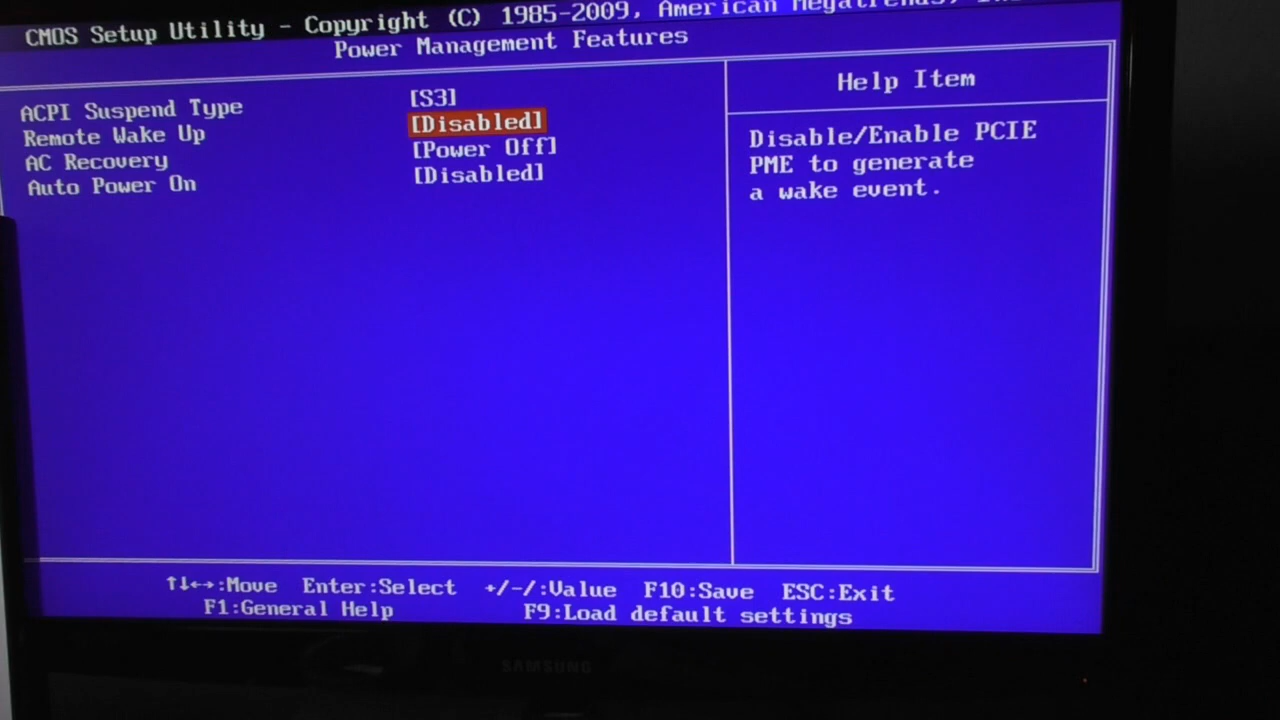 CMOS Setup Utility - Copyright (C) 1985-2009, American Megatrends,
Power Management Features
ACPI Suspend Type [S3]
Remote Wake Up [Disabled]
AC Recovery [Power Off]
Auto Power On [Disabled]
Help Item
Disable/Enable PCIE
PME to generate
a wake event.
↑↓←→:Move Enter:Select +/-/:Value F10:Save ESC:Exit
F1:General Help F9:Load default settings
SAMSUNG